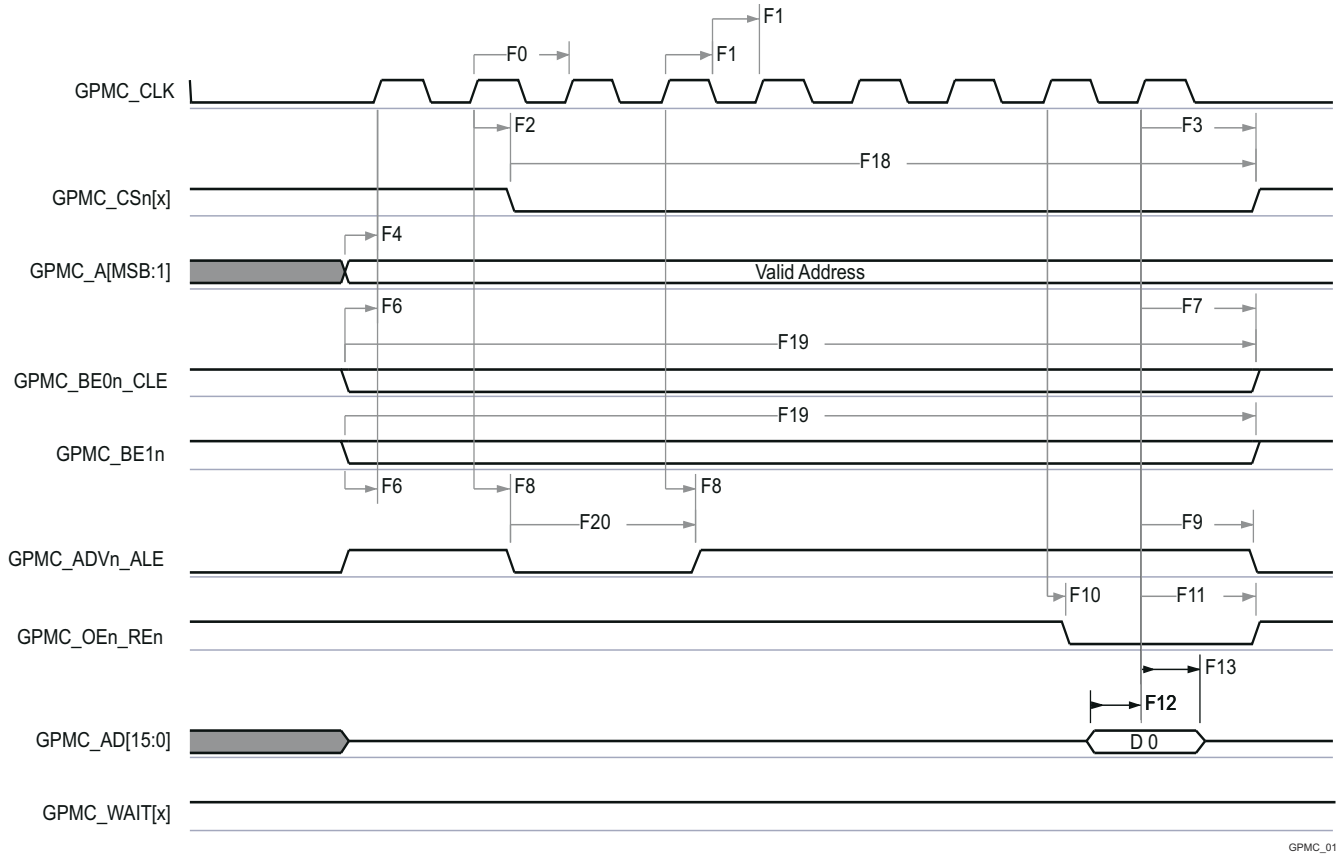 F1
F0
F1
GPMC_CLK
F2
F3
F18
GPMC_CSn[x]
F4
GPMC_A[MSB:1]
Valid Address
F6
F7
F19
GPMC_BE0n_CLE
F19
GPMC_BE1n
F6
F8
F8
F20
F9
GPMC_ADVn_ALE
F10
F11
GPMC_OEn_REn
F13
F12
GPMC_AD[15:0]
D 0
GPMC_WAIT[x]
GPMC_01